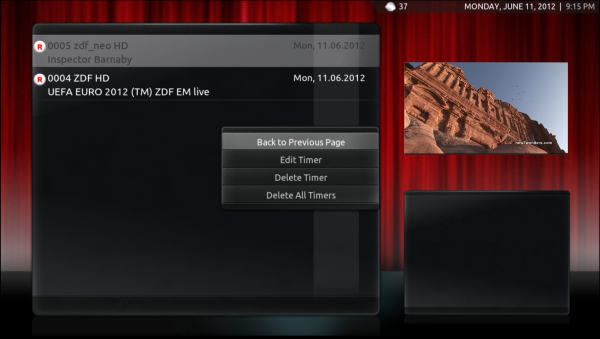 37 MONDAY, JUNE 11, 2012 | 9:15 PM
R 0005 zdf_neo HD Mon, 11.06.2012
Inspector Barnaby
R 0004 ZDF HD Mon, 11.06.2012
UEFA EURO 2012 (TM) ZDF EM live
Back to Previous Page
Edit Timer
Delete Timer
Delete All Timers